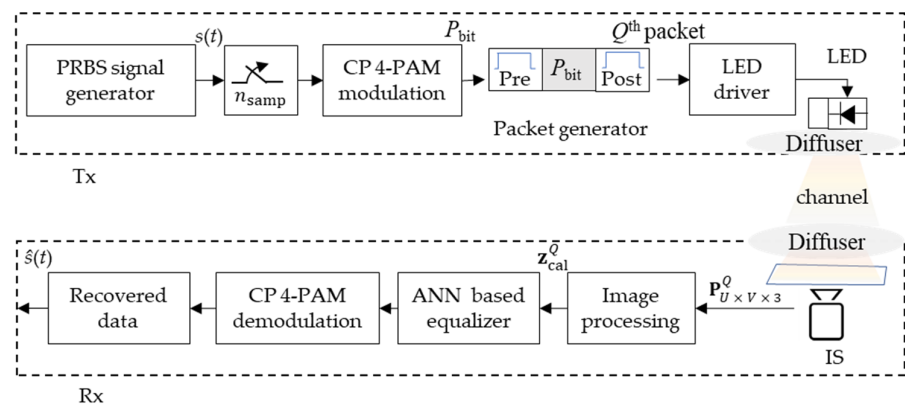 s(t)
P_bit
Q^th packet
PRBS signal
generator
n_samp
CP 4-PAM
modulation
Pre
P_bit
Post
LED
driver
LED
Packet generator
Diffuser
Tx
channel
Diffuser
ŝ(t)
z_cal^Q
P_{U × V × 3}^Q
Recovered
data
CP 4-PAM
demodulation
ANN based
equalizer
Image
processing
IS
Rx